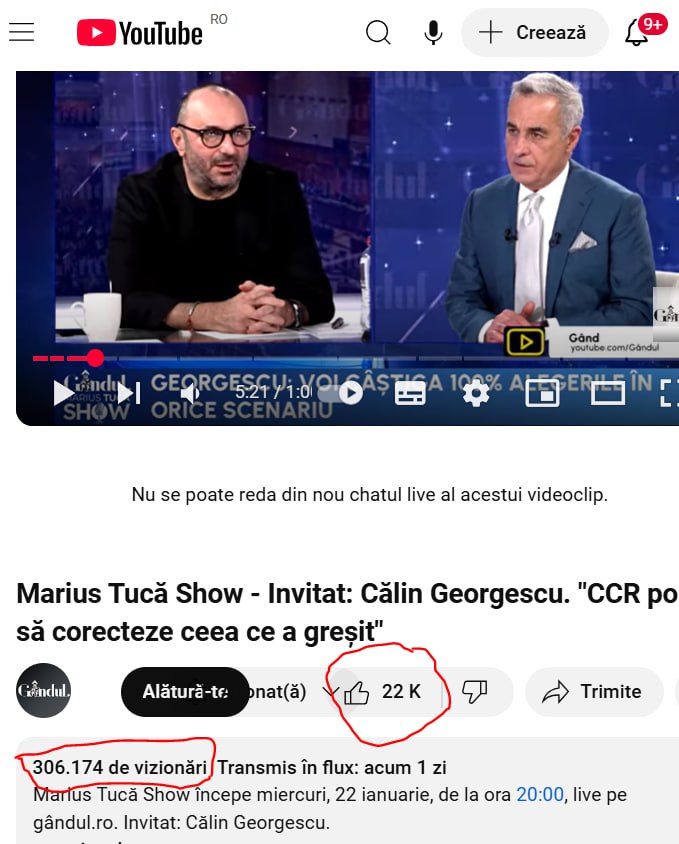 YouTube RO
Creează
9+
Gând
youtube.com/Gândul
Gândul.
MARIUS TUCĂ
SHOW
GEORGESCU: VOI CÂȘTIGA 100% ALEGERILE ÎN
ORICE SCENARIU
5:21 / 1:0
Nu se poate reda din nou chatul live al acestui videoclip.
Marius Tucă Show - Invitat: Călin Georgescu. "CCR po
să corecteze ceea ce a greșit"
Gândul.
Alătură-te
onat(ă)
22 K
Trimite
306.174 de vizionări Transmis în flux: acum 1 zi
Marius Tucă Show începe miercuri, 22 ianuarie, de la ora 20:00, live pe
gândul.ro. Invitat: Călin Georgescu.